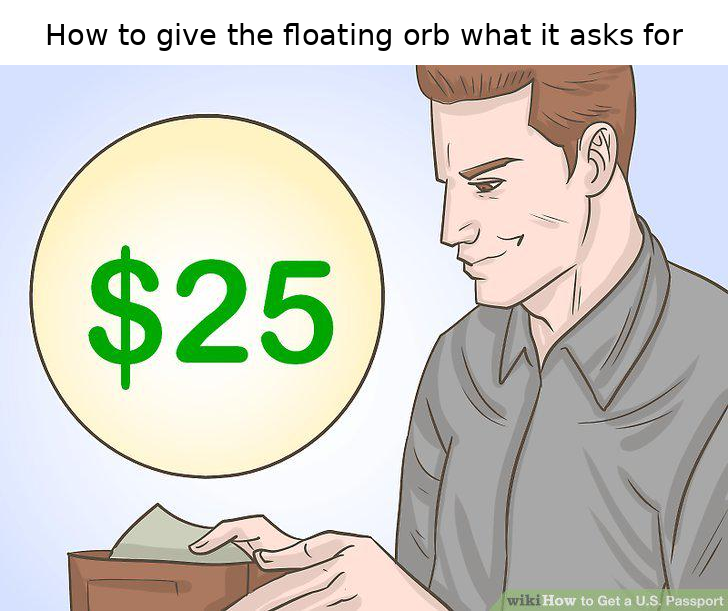 How to give the floating orb what it asks for
$25
wikiHow to Get a U.S. Passport